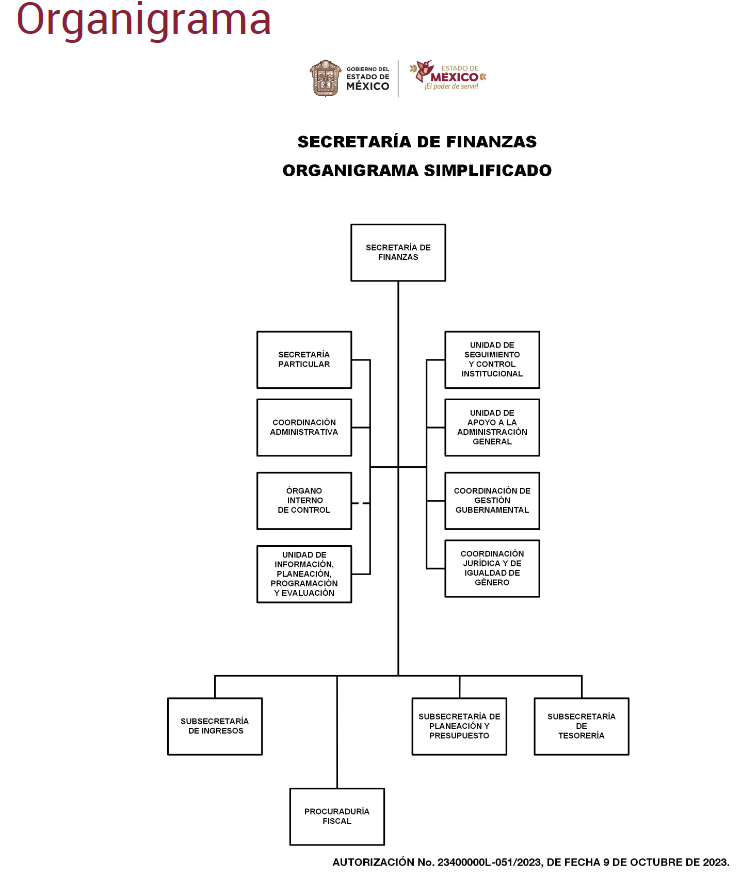 Organigrama
GOBIERNO DEL
ESTADO DE
MÉXICO
ESTADO DE
MÉXICO
¡El poder de servir!
SECRETARÍA DE FINANZAS
ORGANIGRAMA SIMPLIFICADO
SECRETARÍA DE
FINANZAS
SECRETARÍA
PARTICULAR
UNIDAD DE
SEGUIMIENTO
Y CONTROL
INSTITUCIONAL
COORDINACIÓN
ADMINISTRATIVA
UNIDAD DE
APOYO A LA
ADMINISTRACIÓN
GENERAL
ÓRGANO
INTERNO
DE CONTROL
COORDINACIÓN DE
GESTIÓN
GUBERNAMENTAL
UNIDAD DE
INFORMACIÓN,
PLANEACIÓN,
PROGRAMACIÓN
Y EVALUACIÓN
COORDINACIÓN
JURÍDICA Y DE
IGUALDAD DE
GÉNERO
SUBSECRETARÍA
DE INGRESOS
SUBSECRETARÍA DE
PLANEACIÓN Y
PRESUPUESTO
SUBSECRETARÍA
DE
TESORERÍA
PROCURADURÍA
FISCAL
AUTORIZACIÓN No. 23400000L-051/2023, DE FECHA 9 DE OCTUBRE DE 2023.